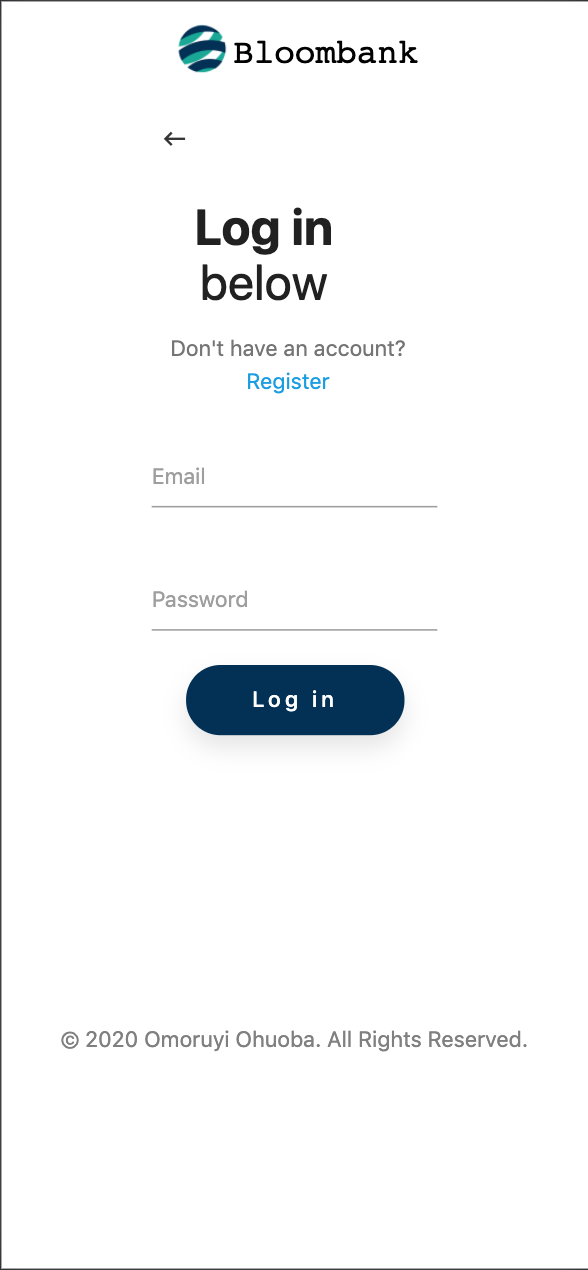 Bloombank
Log in
below
Don't have an account?
Register
Email
Password
Log in
© 2020 Omoruyi Ohuoba. All Rights Reserved.